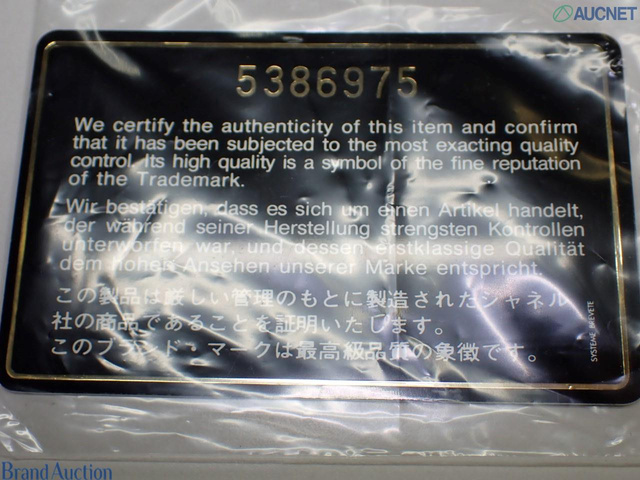 AUCNET
5386975
We certify the authenticity of this item and confirm
that it has been subjected to the most exacting quality
control. Its high quality is a symbol of the fine reputation
of the Trademark.
Wir bestätigen, dass es sich um einen Artikel handelt,
der während seiner Herstellung strengsten Kontrollen
unterworfen war, und dessen erstklassige Qualität
dem hohen Ansehen unserer Marke entspricht.
この製品は厳しい管理のもとに製造されたシャネル
社の商品であることを証明いたします。
このブランド・マークは最高級品質の象徴です。
SYSTEME BREVETE
Brand Auction